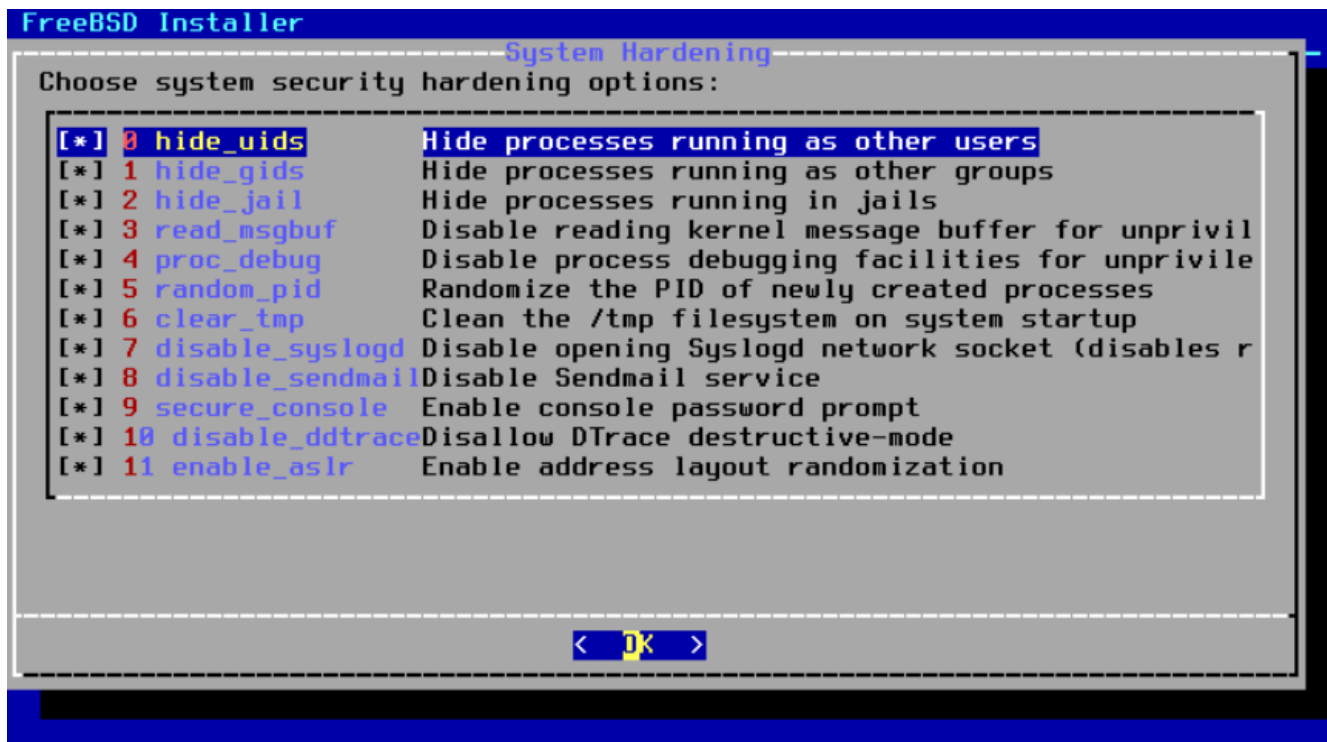 FreeBSD Installer
System Hardening
Choose system security hardening options:
[*] 0 hide_uids Hide processes running as other users
[*] 1 hide_gids Hide processes running as other groups
[*] 2 hide_jail Hide processes running in jails
[*] 3 read_msgbuf Disable reading kernel message buffer for unprivil
[*] 4 proc_debug Disable process debugging facilities for unprivile
[*] 5 random_pid Randomize the PID of newly created processes
[*] 6 clear_tmp Clean the /tmp filesystem on system startup
[*] 7 disable_syslogd Disable opening Syslogd network socket (disables r
[*] 8 disable_sendmailDisable Sendmail service
[*] 9 secure_console Enable console password prompt
[*] 10 disable_ddtraceDisallow DTrace destructive-mode
[*] 11 enable_aslr Enable address layout randomization
< OK >